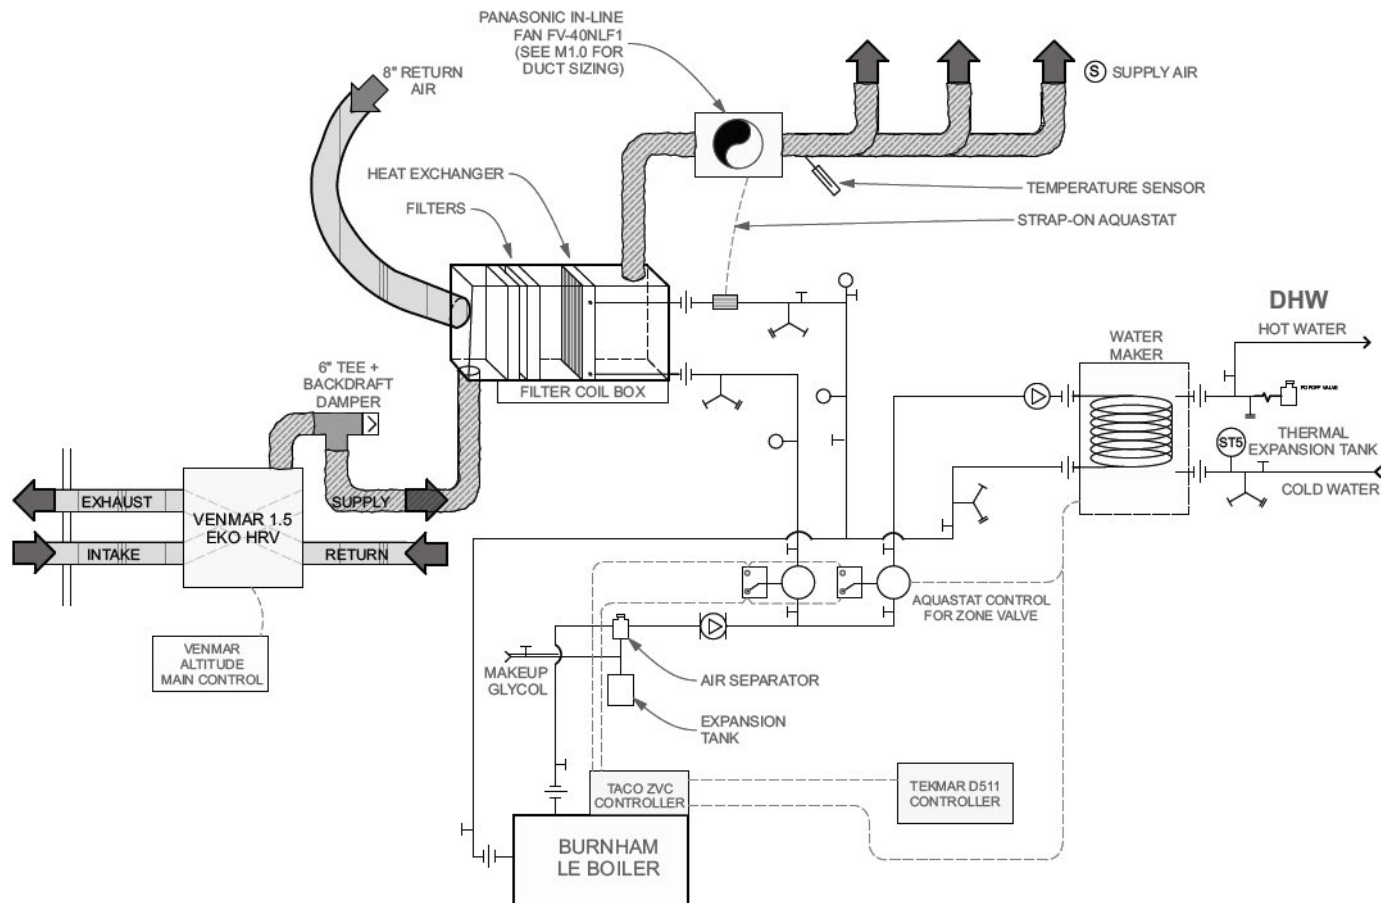 PANASONIC IN-LINE
FAN FV-40NLF1
(SEE M1.0 FOR
DUCT SIZING)
8" RETURN
AIR
S
SUPPLY AIR
HEAT EXCHANGER
FILTERS
TEMPERATURE SENSOR
STRAP-ON AQUASTAT
DHW
HOT WATER
WATER
MAKER
6" TEE +
BACKDRAFT
DAMPER
FILTER COIL BOX
ST5
THERMAL
EXPANSION TANK
COLD WATER
EXHAUST
SUPPLY
VENMAR 1.5
EKO HRV
INTAKE
RETURN
AQUASTAT CONTROL
FOR ZONE VALVE
VENMAR
ALTITUDE
MAIN CONTROL
MAKEUP
GLYCOL
AIR SEPARATOR
EXPANSION
TANK
TACO ZVC
CONTROLLER
TEKMAR D511
CONTROLLER
BURNHAM
LE BOILER